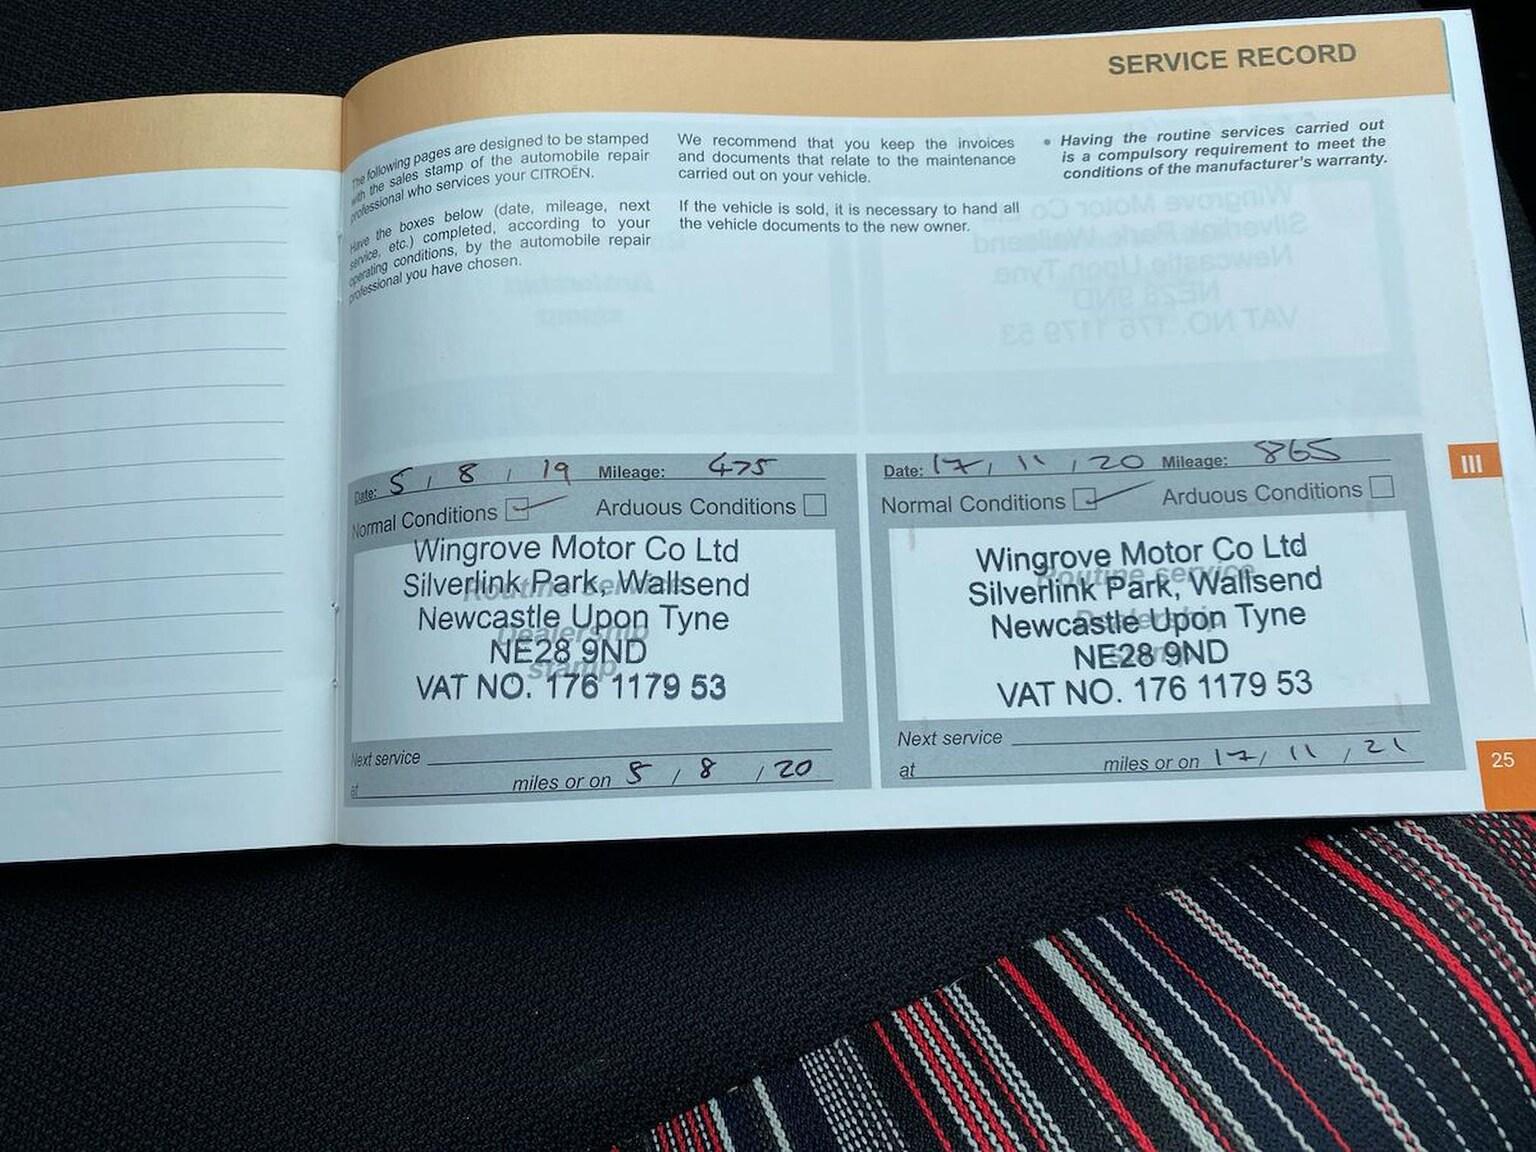 SERVICE RECORD
The following pages are designed to be stamped
with the sales stamp of the automobile repair
professional who services your CITROËN.
Have the boxes below (date, mileage, next
service, etc.) completed, according to your
operating conditions, by the automobile repair
professional you have chosen.
We recommend that you keep the invoices
and documents that relate to the maintenance
carried out on your vehicle.
If the vehicle is sold, it is necessary to hand all
the vehicle documents to the new owner.
• Having the routine services carried out
is a compulsory requirement to meet the
conditions of the manufacturer's warranty.
Date: 5 / 8 / 19 Mileage: 475
Normal Conditions Arduous Conditions
Routine service
Dealership
stamp
Wingrove Motor Co Ltd
Silverlink Park, Wallsend
Newcastle Upon Tyne
NE28 9ND
VAT NO. 176 1179 53
Next service
at miles or on 5 / 8 / 20
Date: 17 / 11 / 20 Mileage: 865
Normal Conditions Arduous Conditions
Routine service
Dealership
stamp
Wingrove Motor Co Ltd
Silverlink Park, Wallsend
Newcastle Upon Tyne
NE28 9ND
VAT NO. 176 1179 53
Next service
at miles or on 17 / 11 / 21
III
25